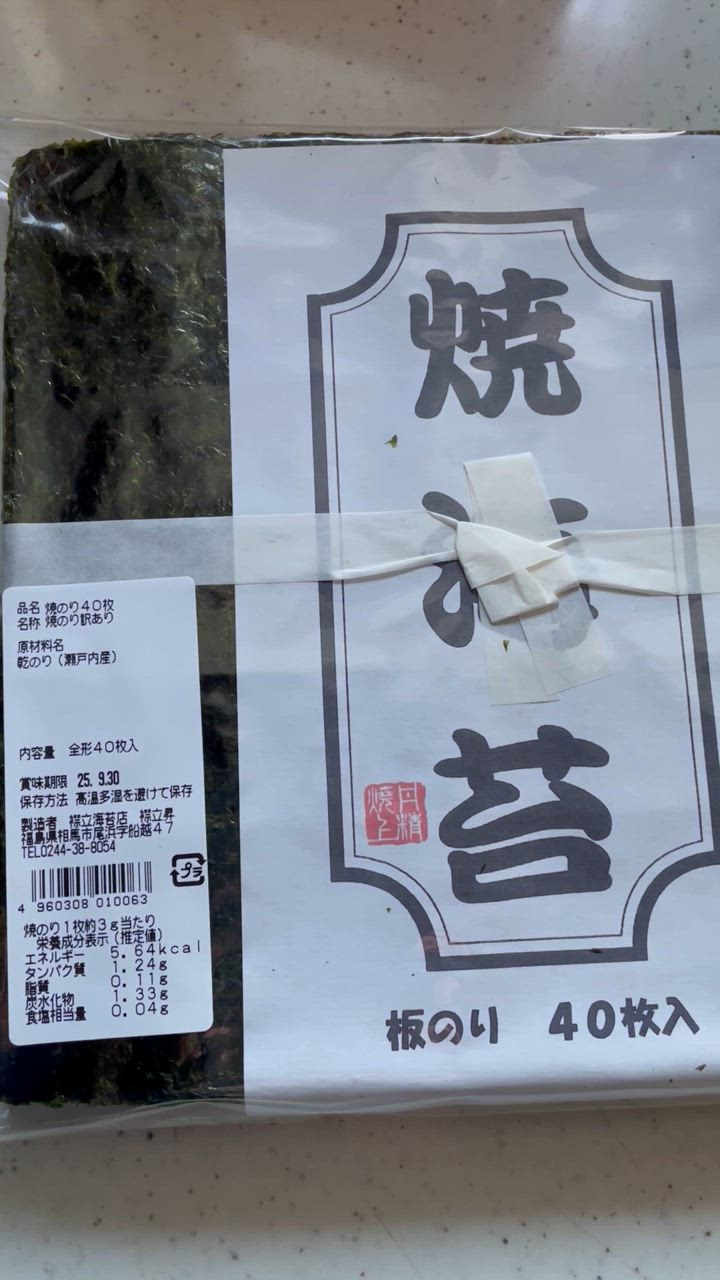 焼
海
苔
丹精
焼上
板のり　４０枚入
品名 焼のり４０枚
名称 焼のり訳あり
原材料名
乾のり（瀬戸内産）
内容量　全形４０枚入
賞味期限　25. 9.30
保存方法　高温多湿を避けて保存
製造者　襟立海苔店　襟立昇
福島県相馬市尾浜字船越４７
TEL0244-38-8054
プラ
4 960308 010063
焼のり１枚約３ｇ当たり
栄養成分表示（推定値）
エネルギー　5.64kcal
タンパク質　1.24g
脂質　0.11g
炭水化物　1.33g
食塩相当量　0.04g